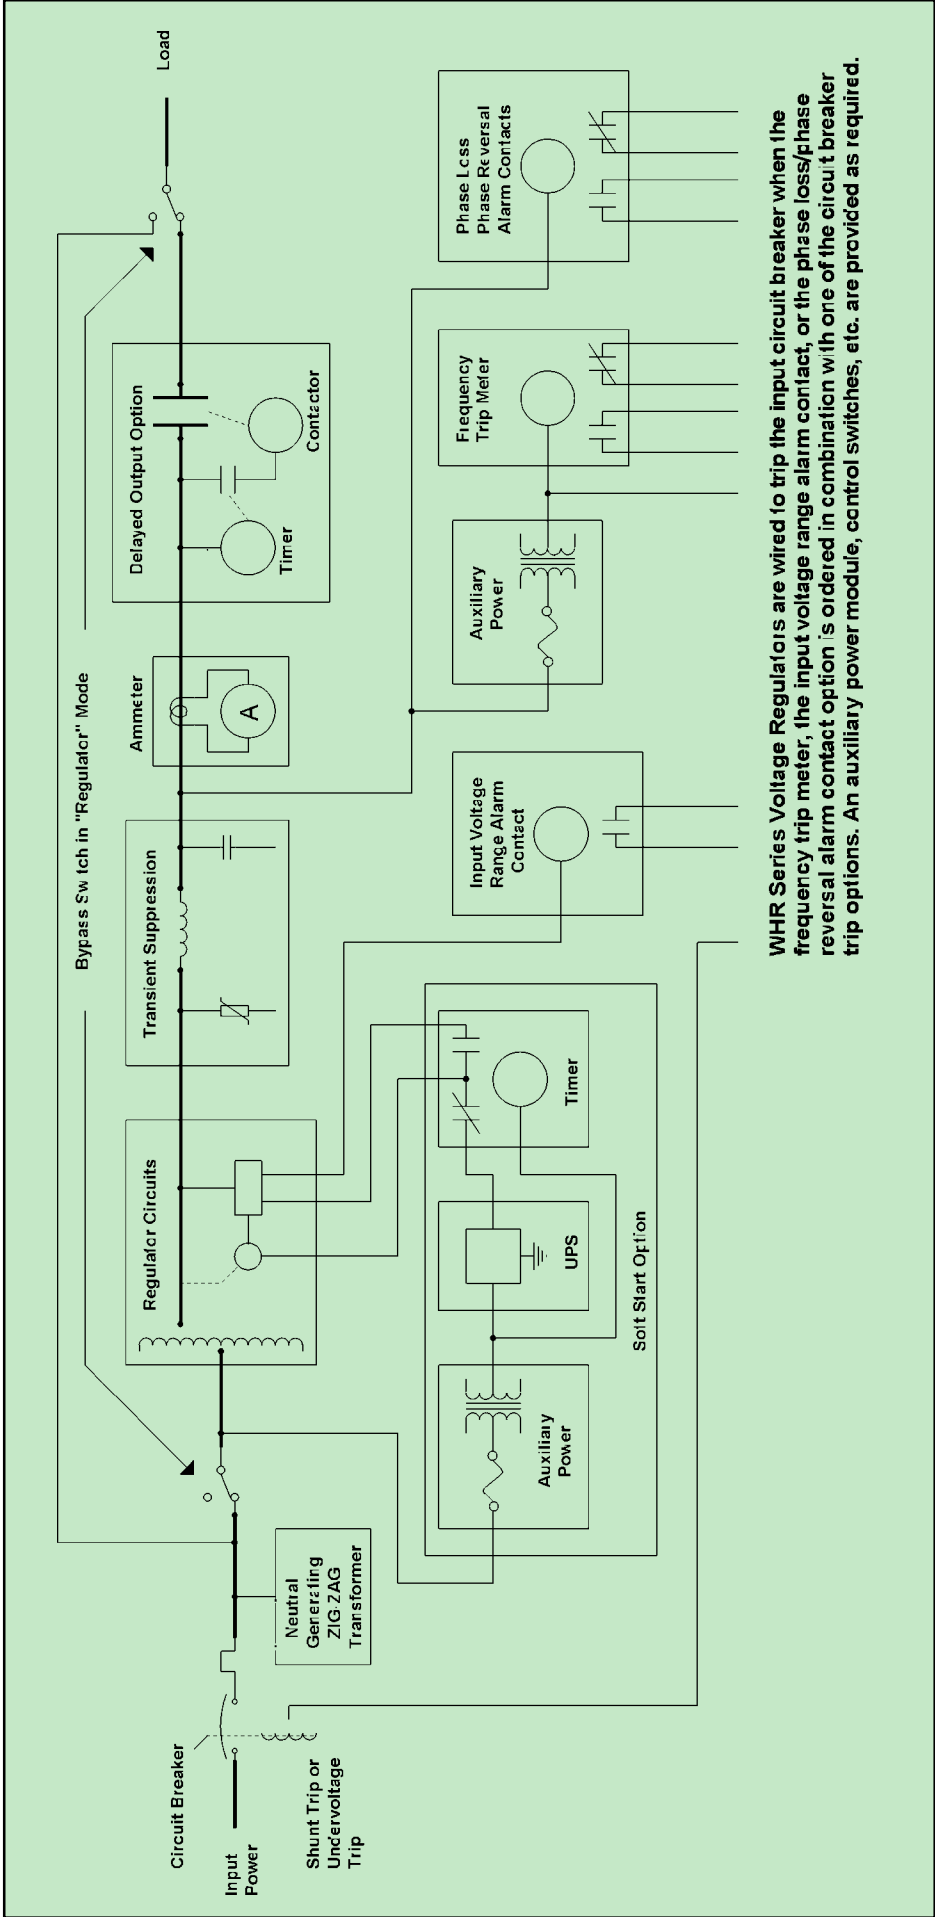 Load
Bypass Sw tch in "Regulator" Mode
Delayed Output Option
Contactor
Timer
Ammeter
A
Transient Suppression
Regulator Circuits
Circuit Breaker
Input
Power
Shunt Trip or
Undervoltage
Trip
Neutral
Generating
ZIG-ZAG
Transformer
Auxiliary
Power
UPS
Timer
Soft Start Option
Input Voltage
Range Alarm
Contact
Auxiliary
Power
Frequency
Trip Meter
Phase Loss
Phase Reversal
Alarm Contacts
WHR Series Voltage Regulators are wired to trip the input circuit breaker when the
frequency trip meter, the input voltage range alarm contact, or the phase loss/phase
reversal alarm contact option is ordered in combination with one of the circuit breaker
trip options. An auxiliary power module, control switches, etc. are provided as required.